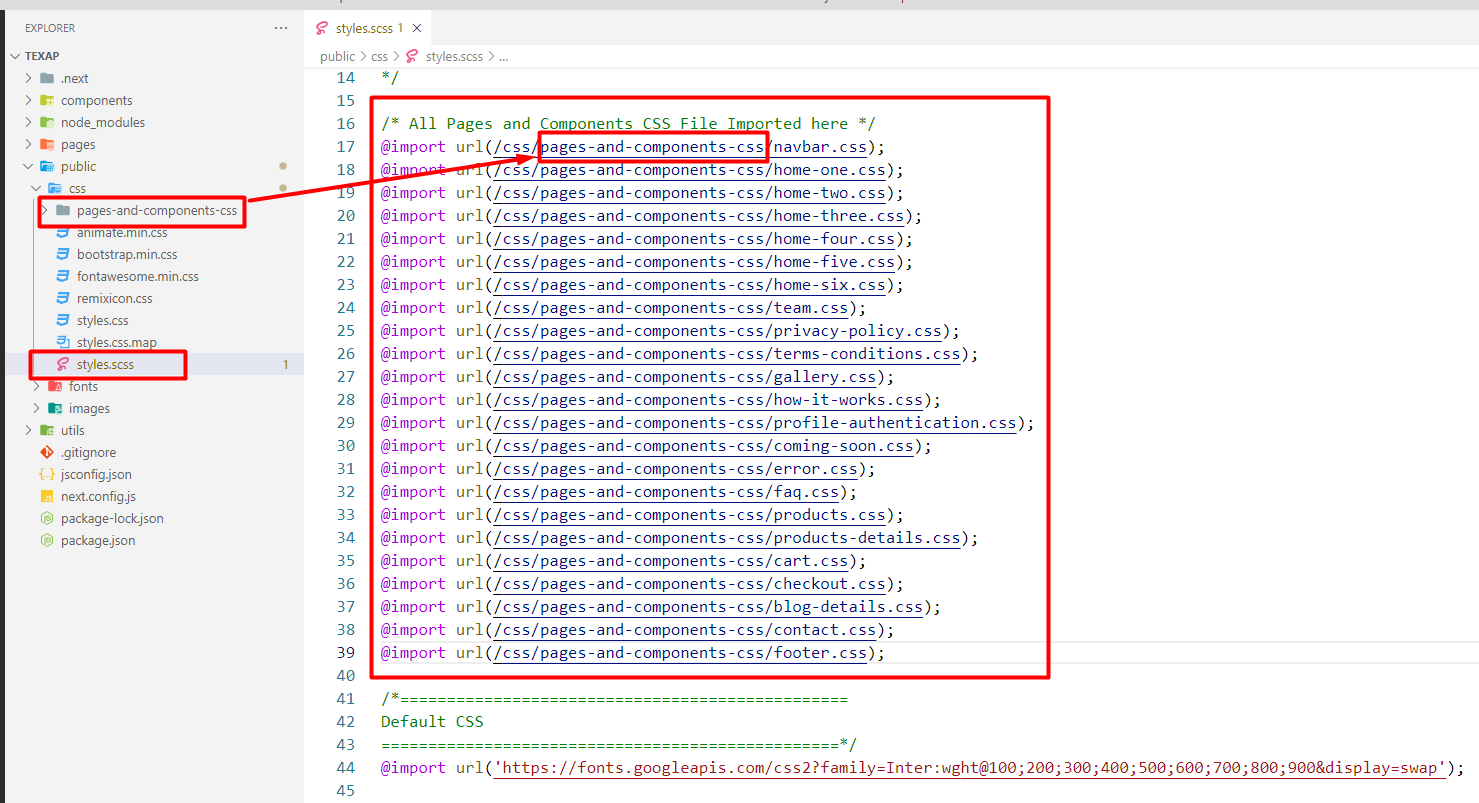 EXPLORER
···
TEXAP
.next
components
node_modules
pages
public
css
pages-and-components-css
animate.min.css
bootstrap.min.css
fontawesome.min.css
remixicon.css
styles.css
styles.css.map
styles.scss 1
fonts
images
utils
.gitignore
jsconfig.json
next.config.js
package-lock.json
package.json
styles.scss 1 ×
public > css > styles.scss > ...
14 */
15
16 /* All Pages and Components CSS File Imported here */
17 @import url(/css/pages-and-components-css/navbar.css);
18 @import url(/css/pages-and-components-css/home-one.css);
19 @import url(/css/pages-and-components-css/home-two.css);
20 @import url(/css/pages-and-components-css/home-three.css);
21 @import url(/css/pages-and-components-css/home-four.css);
22 @import url(/css/pages-and-components-css/home-five.css);
23 @import url(/css/pages-and-components-css/home-six.css);
24 @import url(/css/pages-and-components-css/team.css);
25 @import url(/css/pages-and-components-css/privacy-policy.css);
26 @import url(/css/pages-and-components-css/terms-conditions.css);
27 @import url(/css/pages-and-components-css/gallery.css);
28 @import url(/css/pages-and-components-css/how-it-works.css);
29 @import url(/css/pages-and-components-css/profile-authentication.css);
30 @import url(/css/pages-and-components-css/coming-soon.css);
31 @import url(/css/pages-and-components-css/error.css);
32 @import url(/css/pages-and-components-css/faq.css);
33 @import url(/css/pages-and-components-css/products.css);
34 @import url(/css/pages-and-components-css/products-details.css);
35 @import url(/css/pages-and-components-css/cart.css);
36 @import url(/css/pages-and-components-css/checkout.css);
37 @import url(/css/pages-and-components-css/blog-details.css);
38 @import url(/css/pages-and-components-css/contact.css);
39 @import url(/css/pages-and-components-css/footer.css);
40
41 /*================================================
42 Default CSS
43 =================================================*/
44 @import url('https://fonts.googleapis.com/css2?family=Inter:wght@100;200;300;400;500;600;700;800;900&display=swap');
45